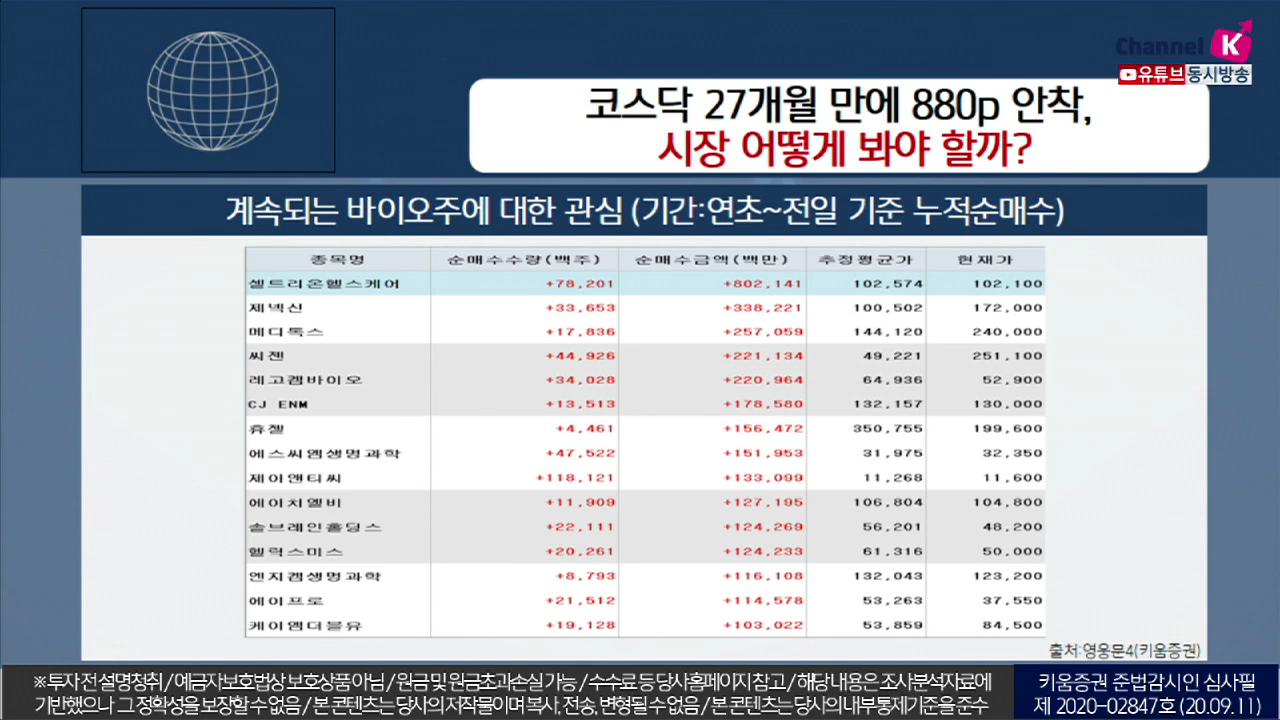 Channel K
유튜브동시방송
코스닥 27개월 만에 880p 안착,
시장 어떻게 봐야 할까?
계속되는 바이오주에 대한 관심 (기간:연초~전일 기준 누적순매수)
종목명 순매수수량(백주) 순매수금액(백만) 추정평균가 현재가
셀트리온헬스케어 +78,201 +802,141 102,574 102,100
제넥신 +33,653 +338,221 100,502 172,000
메디톡스 +17,836 +257,059 144,120 240,000
씨젠 +44,926 +221,134 49,221 251,100
레고켐바이오 +34,028 +220,964 64,936 52,900
CJ ENM +13,513 +178,580 132,157 130,000
휴젤 +4,461 +156,472 350,755 199,600
에스씨엠생명과학 +47,522 +151,953 31,975 32,350
제이앤티씨 +118,121 +133,099 11,268 11,600
에이치엘비 +11,909 +127,195 106,804 104,800
솔브레인홀딩스 +22,111 +124,269 56,201 48,200
헬릭스미스 +20,261 +124,233 61,316 50,000
엔지켐생명과학 +8,793 +116,108 132,043 123,200
에이프로 +21,512 +114,578 53,263 37,550
케이엠더블유 +19,128 +103,022 53,859 84,500
출처:영웅문4(키움증권)
※투자 전 설명청취 / 예금자보호법상 보호상품 아님 / 원금 및 원금초과손실 가능 / 수수료 등 당사홈페이지 참고 / 해당 내용은 조사분석자료에
기반했으나 그 정확성을 보장할 수 없음 / 본 콘텐츠는 당사의 저작물이며 복사, 전송, 변형될 수 없음 / 본 콘텐츠는 당사의 내부통제기준을 준수
키움증권 준법감시인 심사필
제 2020-02847호 (20.09.11)